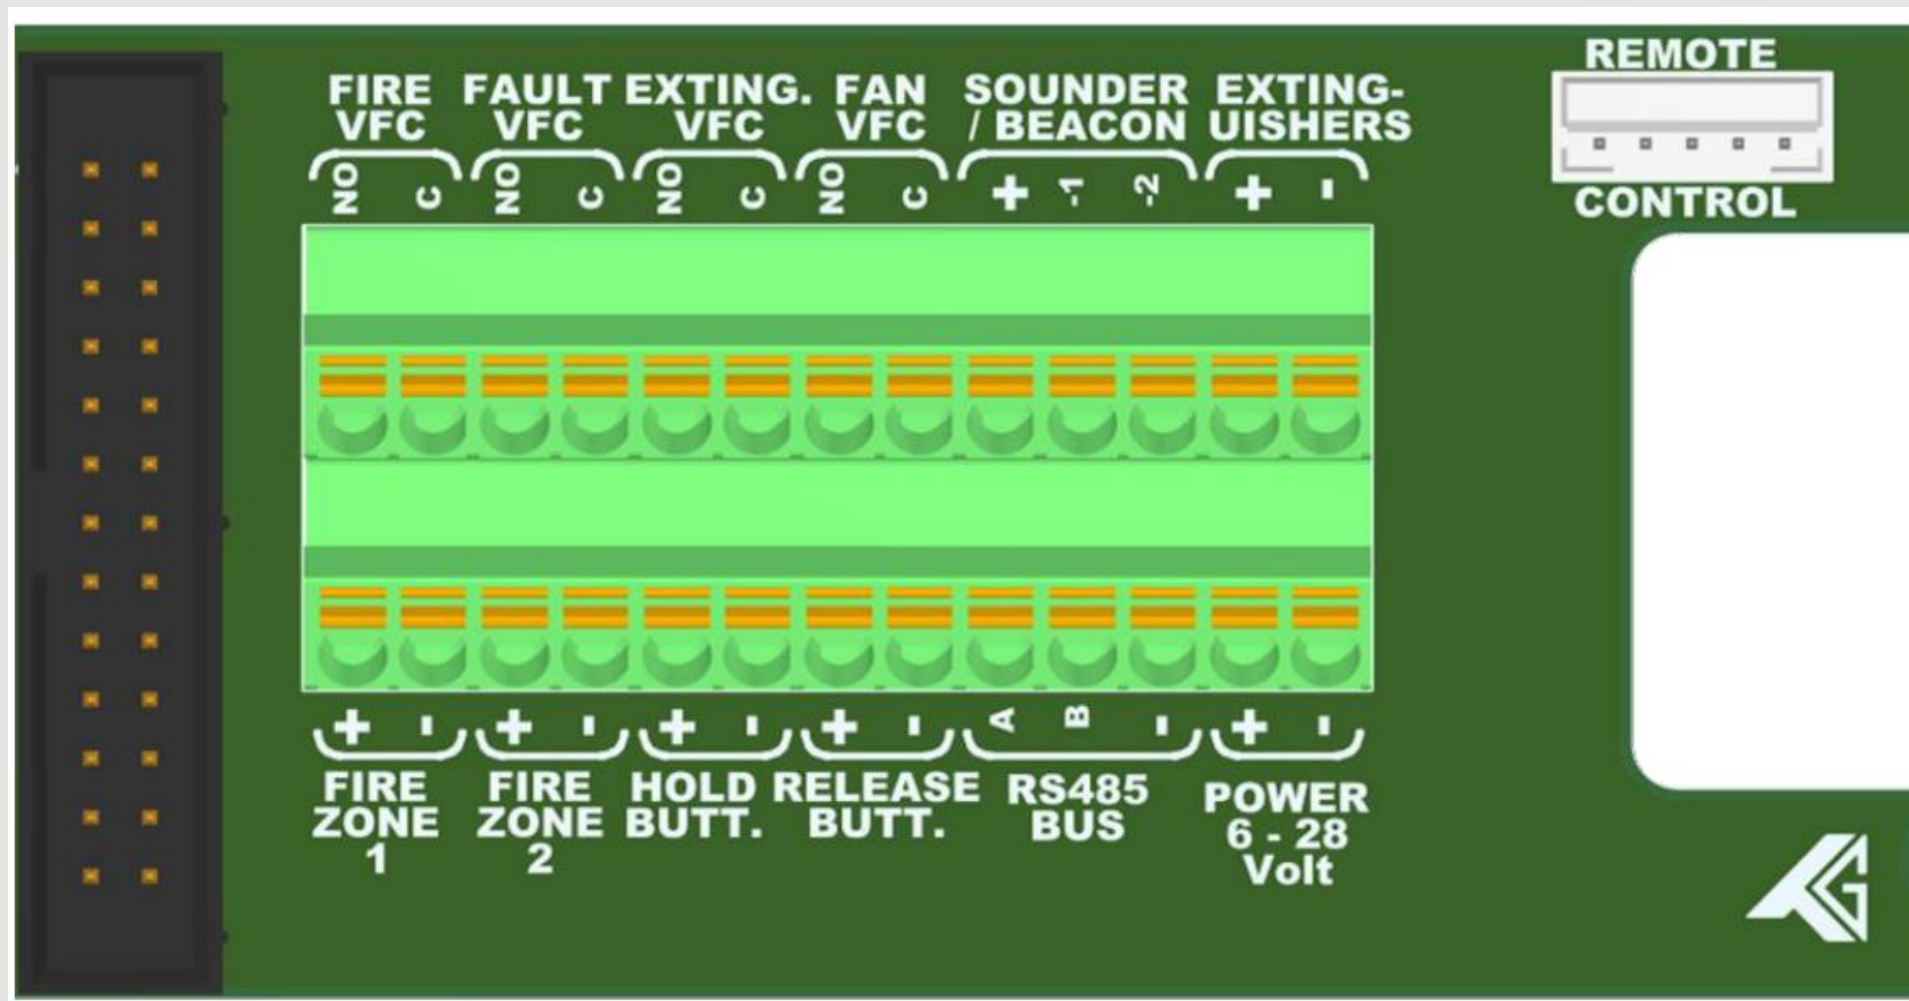 REMOTE
FIRE FAULT EXTING. FAN SOUNDER EXTING-
VFC VFC VFC VFC / BEACON UISHERS
NO C NO C NO C NO C + -1 -2 + -
CONTROL
+ - + - + - + - A B - + -
FIRE FIRE HOLD RELEASE RS485 POWER
ZONE ZONE BUTT. BUTT. BUS 6 - 28
1 2 Volt